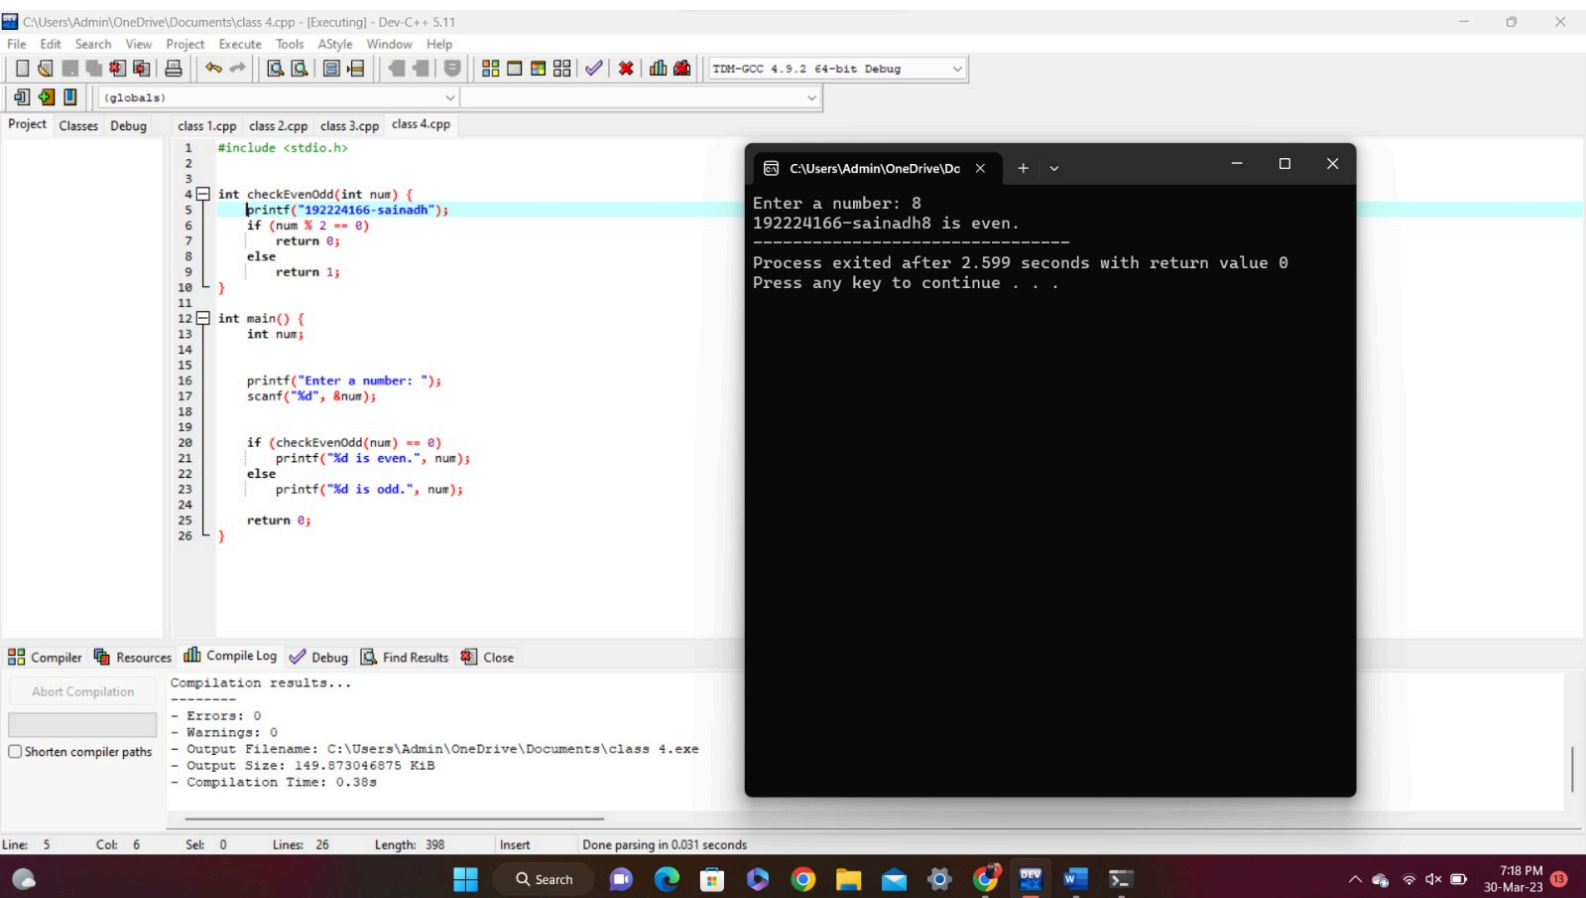 C:\Users\Admin\OneDrive\Documents\class 4.cpp - [Executing] - Dev-C++ 5.11
File Edit Search View Project Execute Tools AStyle Window Help
TDM-GCC 4.9.2 64-bit Debug
(globals)
Project Classes Debug
class 1.cpp class 2.cpp class 3.cpp class 4.cpp
1 #include <stdio.h>
2
3
4 int checkEvenOdd(int num) {
5 printf("192224166-sainadh");
6 if (num % 2 == 0)
7 return 0;
8 else
9 return 1;
10 }
11
12 int main() {
13 int num;
14
15
16 printf("Enter a number: ");
17 scanf("%d", &num);
18
19
20 if (checkEvenOdd(num) == 0)
21 printf("%d is even.", num);
22 else
23 printf("%d is odd.", num);
24
25 return 0;
26 }
C:\Users\Admin\OneDrive\Dc
Enter a number: 8
192224166-sainadh8 is even.
--------------------------------
Process exited after 2.599 seconds with return value 0
Press any key to continue . . .
Compiler Resources Compile Log Debug Find Results Close
Abort Compilation
Shorten compiler paths
Compilation results...
--------
- Errors: 0
- Warnings: 0
- Output Filename: C:\Users\Admin\OneDrive\Documents\class 4.exe
- Output Size: 149.873046875 KiB
- Compilation Time: 0.38s
Line: 5 Col: 6 Sel: 0 Lines: 26 Length: 398 Insert Done parsing in 0.031 seconds
Search
DEV
W
7:18 PM
30-Mar-23
13